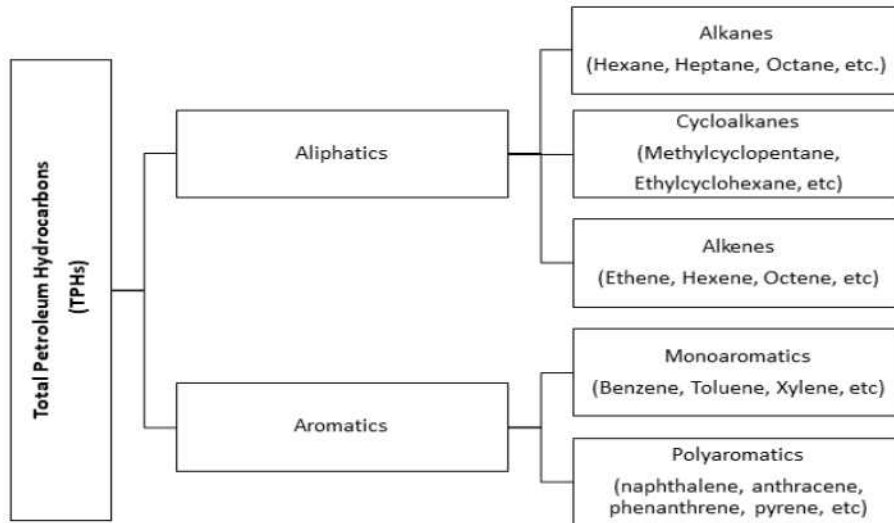 Total Petroleum Hydrocarbons
(TPHs)
Aliphatics
Alkanes
(Hexane, Heptane, Octane, etc.)
Cycloalkanes
(Methylcyclopentane,
Ethylcyclohexane, etc)
Alkenes
(Ethene, Hexene, Octene, etc)
Aromatics
Monoaromatics
(Benzene, Toluene, Xylene, etc)
Polyaromatics
(naphthalene, anthracene,
phenanthrene, pyrene, etc)